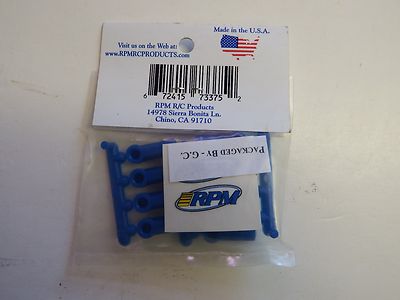 Made in the U.S.A.
Visit us on the Web at:
www.RPMRCPRODUCTS.com
6 72415 73375 2
RPM R/C Products
14978 Sierra Bonita Ln.
Chino, CA 91710
PACKAGED BY - G.C.
RPM